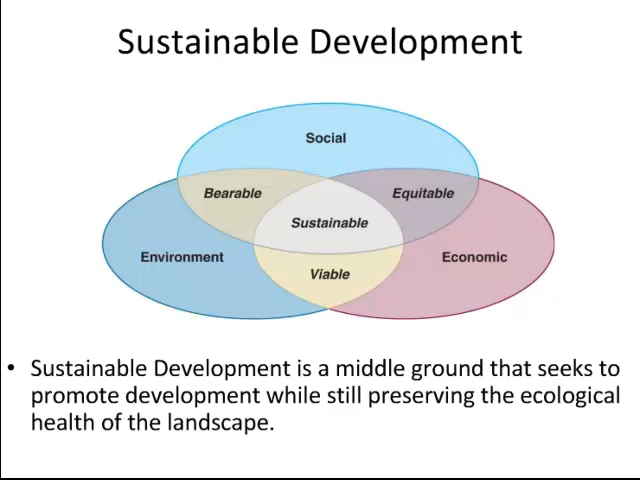 Sustainable Development
Social
Bearable
Equitable
Sustainable
Environment
Economic
Viable
• Sustainable Development is a middle ground that seeks to
promote development while still preserving the ecological
health of the landscape.